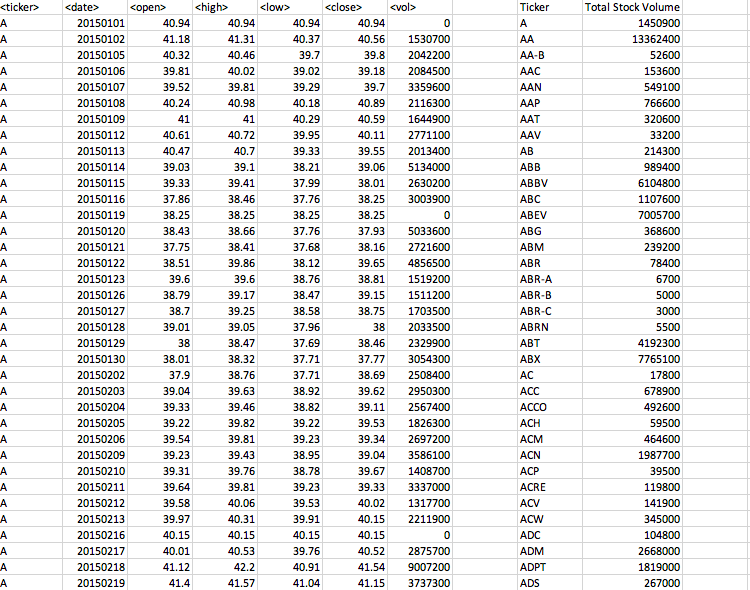 <ticker> <date> <open> <high> <low> <close> <vol> Ticker Total Stock Volume
A 20150101 40.94 40.94 40.94 40.94 0 A 1450900
A 20150102 41.18 41.31 40.37 40.56 1530700 AA 13362400
A 20150105 40.32 40.46 39.7 39.8 2042200 AA-B 52600
A 20150106 39.81 40.02 39.02 39.18 2084500 AAC 153600
A 20150107 39.52 39.81 39.29 39.7 3359600 AAN 549100
A 20150108 40.24 40.98 40.18 40.89 2116300 AAP 766600
A 20150109 41 41 40.29 40.59 1644900 AAT 320600
A 20150112 40.61 40.72 39.95 40.11 2771100 AAV 33200
A 20150113 40.47 40.7 39.33 39.55 2013400 AB 214300
A 20150114 39.03 39.1 38.21 39.06 5134000 ABB 989400
A 20150115 39.33 39.41 37.99 38.01 2630200 ABBV 6104800
A 20150116 37.86 38.46 37.76 38.25 3003900 ABC 1107600
A 20150119 38.25 38.25 38.25 38.25 0 ABEV 7005700
A 20150120 38.43 38.66 37.76 37.93 5033600 ABG 368600
A 20150121 37.75 38.41 37.68 38.16 2721600 ABM 239200
A 20150122 38.51 39.86 38.12 39.65 4856500 ABR 78400
A 20150123 39.6 39.6 38.76 38.81 1519200 ABR-A 6700
A 20150126 38.79 39.17 38.47 39.15 1511200 ABR-B 5000
A 20150127 38.7 39.25 38.58 38.75 1703500 ABR-C 3000
A 20150128 39.01 39.05 37.96 38 2033500 ABRN 5500
A 20150129 38 38.47 37.69 38.46 2329900 ABT 4192300
A 20150130 38.01 38.32 37.71 37.77 3054300 ABX 7765100
A 20150202 37.9 38.76 37.71 38.69 2508400 AC 17800
A 20150203 39.04 39.63 38.92 39.62 2950300 ACC 678900
A 20150204 39.33 39.46 38.82 39.11 2567400 ACCO 492600
A 20150205 39.22 39.82 39.22 39.53 1826300 ACH 59500
A 20150206 39.54 39.81 39.23 39.34 2697200 ACM 464600
A 20150209 39.23 39.43 38.95 39.04 3586100 ACN 1987700
A 20150210 39.31 39.76 38.78 39.67 1408700 ACP 39500
A 20150211 39.64 39.81 39.23 39.33 3337000 ACRE 119800
A 20150212 39.58 40.06 39.53 40.02 1317700 ACV 141900
A 20150213 39.97 40.31 39.91 40.15 2211900 ACW 345000
A 20150216 40.15 40.15 40.15 40.15 0 ADC 104800
A 20150217 40.01 40.53 39.76 40.52 2875700 ADM 2668000
A 20150218 41.12 42.2 40.91 41.54 9007200 ADPT 1819000
A 20150219 41.4 41.57 41.04 41.15 3737300 ADS 267000